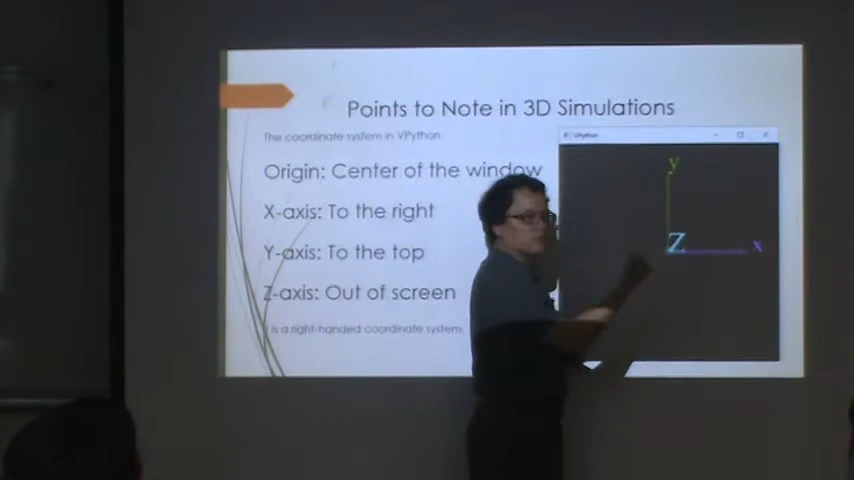 Points to Note in 3D Simulations
The coordinate system in VPython
Origin: Center of the window
X-axis: To the right
Y-axis: To the top
Z-axis: Out of screen
is a right-handed coordinate system
VPython
y
Z
x